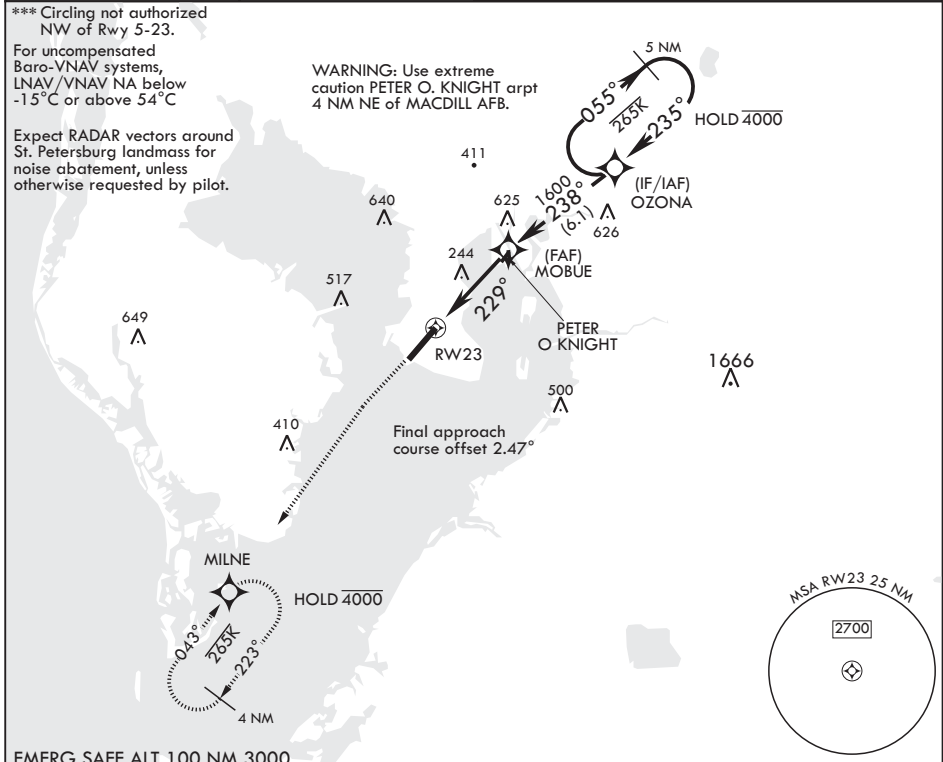 *** Circling not authorized
NW of Rwy 5-23.
For uncompensated
Baro-VNAV systems,
LNAV/VNAV NA below
-15°C or above 54°C
Expect RADAR vectors around
St. Petersburg landmass for
noise abatement, unless
otherwise requested by pilot.
WARNING: Use extreme
caution PETER O. KNIGHT arpt
4 NM NE of MACDILL AFB.
5 NM
055°
265K
235°
HOLD 4000
411
(IF/IAF)
OZONA
1600
238°
(6.1)
640
625
626
(FAF)
MOBUE
244
517
229°
649
PETER
O KNIGHT
RW23
1666
500
410
Final approach
course offset 2.47°
MILNE
HOLD 4000
043°
265K
223°
4 NM
MSA RW23 25 NM
2700
EMERG SAFE ALT 100 NM 3000